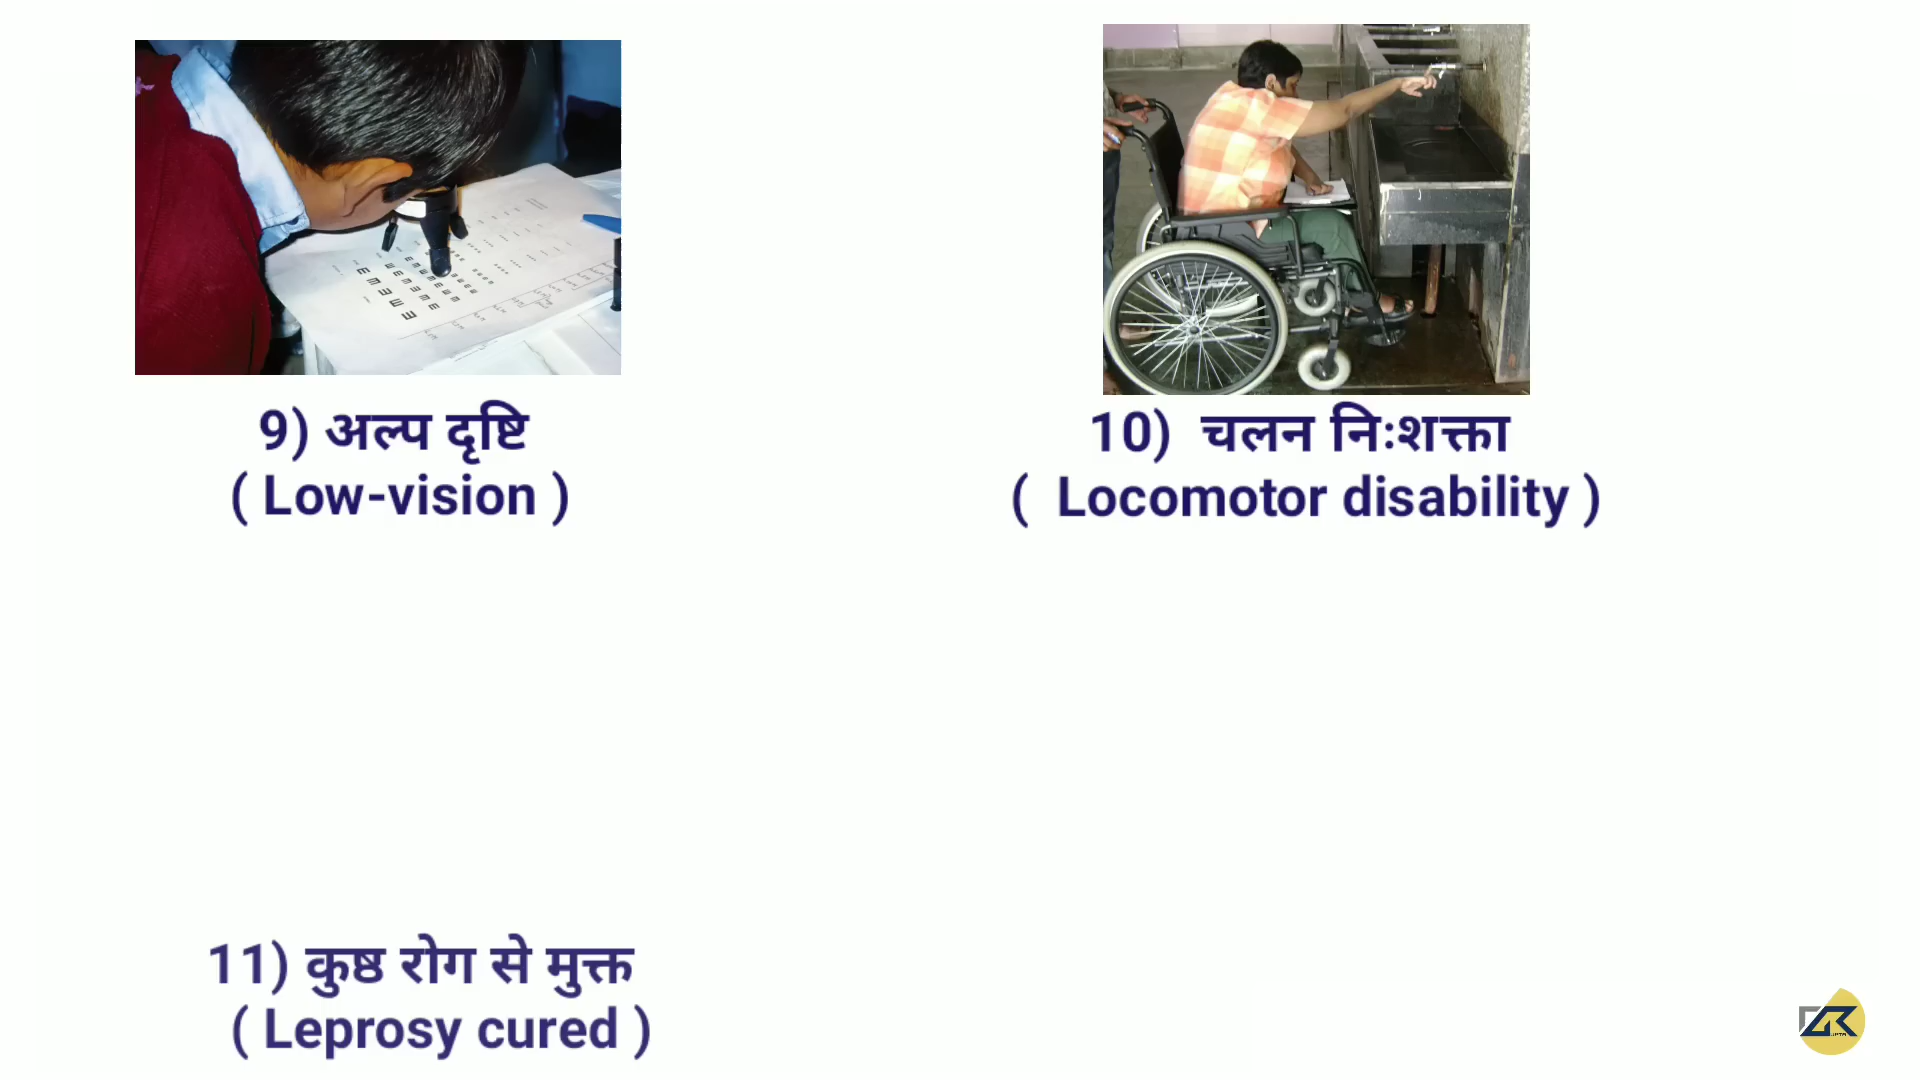 9) अल्प दृष्टि
( Low-vision )
10) चलन निःशक्ता
( Locomotor disability )
11) कुष्ठ रोग से मुक्त
( Leprosy cured )